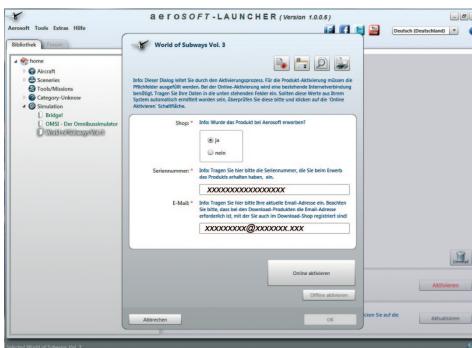 aeroSOFT-LAUNCHER (Version 1.0.0.6)
Aerosoft Tools Extras Hilfe
Deutsch (Deutschland)
Bibliothek
home
Aircraft
Sceneries
Tools/Missions
Category-Unknow
Simulation
Bridge!
OMSI - Der Omnibussimulator
World of Subways Vol. 3
World of Subways Vol. 3
Info: Dieser Dialog leitet Sie durch den Aktivierungsprozess. Für die Produkt-Aktivierung müssen die
Pflichtfelder ausgefüllt werden. Bei der Online-Aktivierung wird eine bestehende Internetverbindung
benötigt. Tragen Sie Ihre Daten in die unten stehenden Felder ein. Sollten diese Werte aus Ihrem
System automatisch ermittelt worden sein, überprüfen Sie diese bitte und klicken auf die 'Online
Aktivieren' Schaltfläche.
Shop: * Info: Wurde das Produkt bei Aerosoft erworben?
ja
nein
Seriennummer: * Info: Tragen Sie hier bitte die Seriennummer, die Sie beim Erwerb
des Produkts erhalten haben, ein.
XXXXXXXXXXXXXXXXX
E-Mail: * Info: Tragen Sie hier bitte Ihre aktuelle Email-Adresse ein. Beachten
Sie bitte, dass bei den Download-Produkten die Email-Adresse
erforderlich ist, mit der Sie auch im Download-Shop registriert sind!
XXXXXXXXX@XXXXXXX.XXX
Online aktivieren
Offline aktivieren
Abbrechen
OK
Uninstall
Aktivieren
cken Sie auf die
Aktualisieren